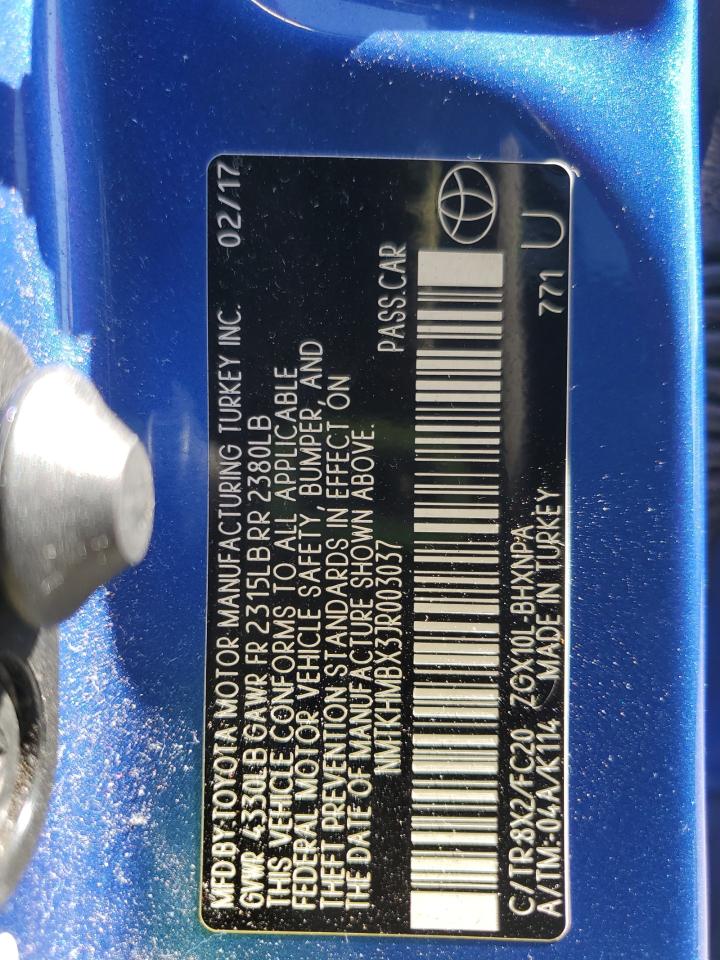 MFD.BY:TOYOTA MOTOR MANUFACTURING TURKEY INC. 02/17
GVWR 4330LB GAWR FR 2315LB RR 2380LB
THIS VEHICLE CONFORMS TO ALL APPLICABLE
FEDERAL MOTOR VEHICLE SAFETY, BUMPER, AND
THEFT PREVENTION STANDARDS IN EFFECT ON
THE DATE OF MANUFACTURE SHOWN ABOVE.
NMTKHMBX3JR003037 PASS.CAR
C/TR:8X2/FC20 ZGX10L-BHXNPA
A/TM:-04A/K114 MADE IN TURKEY 771 U